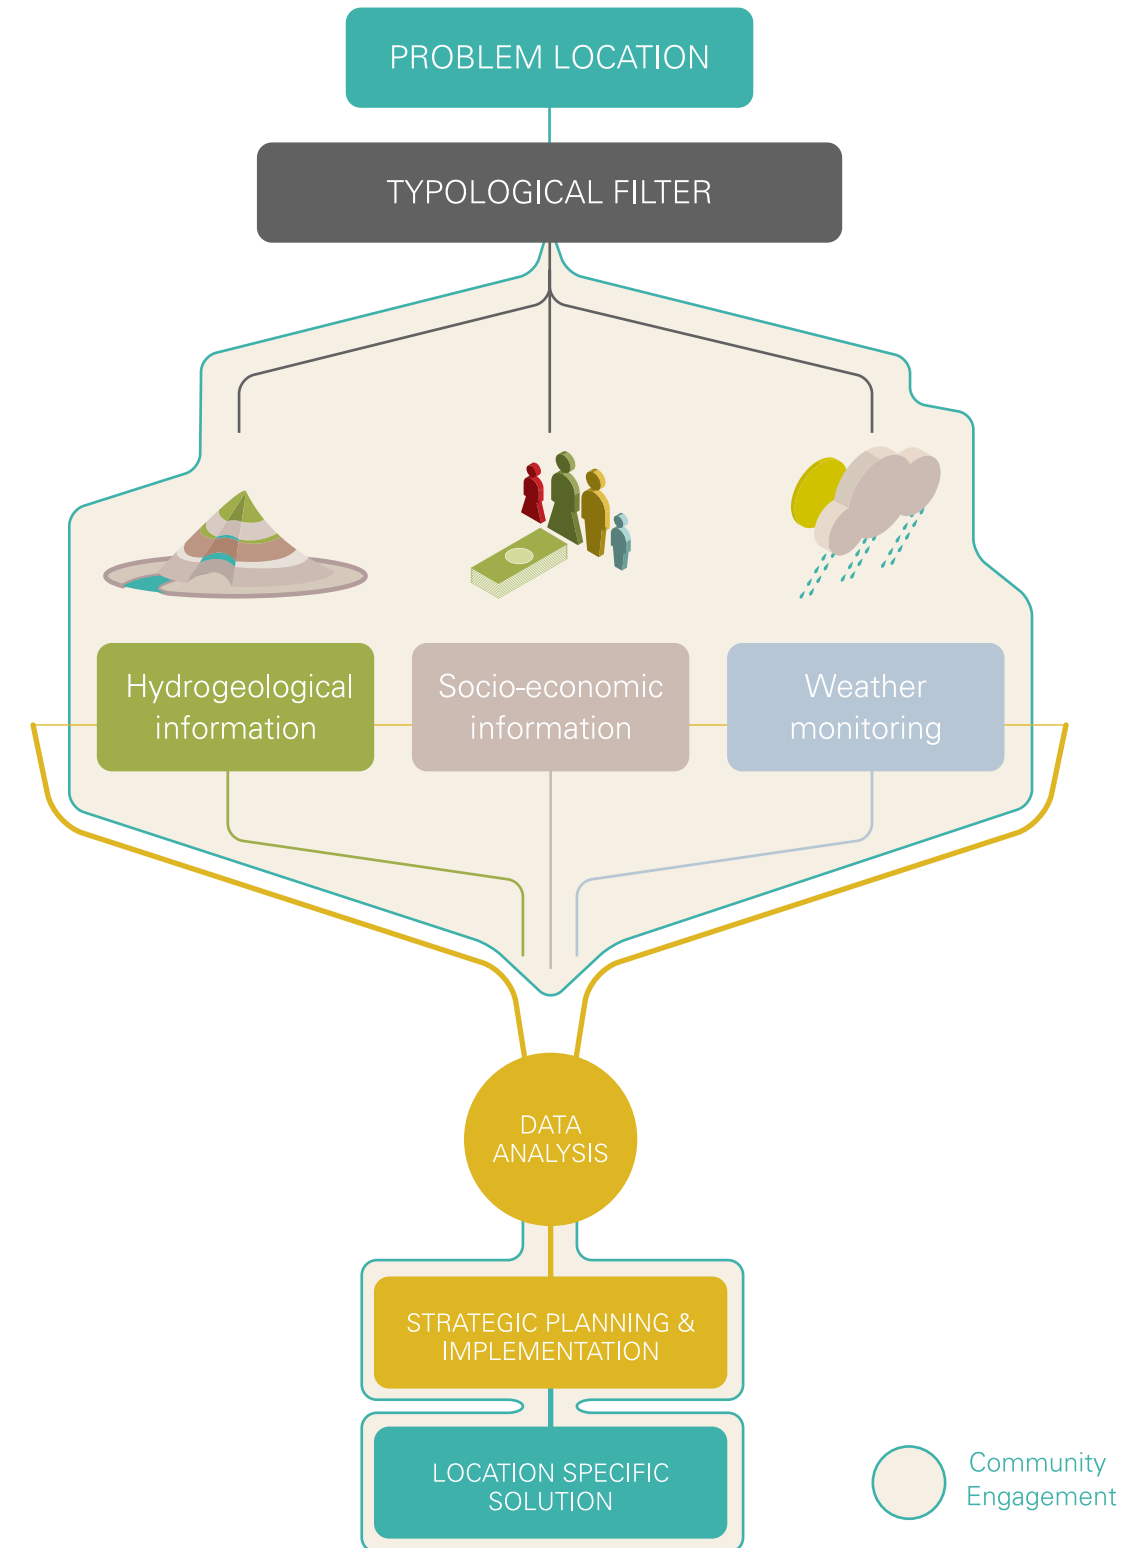 PROBLEM LOCATION
TYPOLOGICAL FILTER
Hydrogeological
information
Socio-economic
information
Weather
monitoring
DATA
ANALYSIS
STRATEGIC PLANNING &
IMPLEMENTATION
LOCATION SPECIFIC
SOLUTION
Community
Engagement